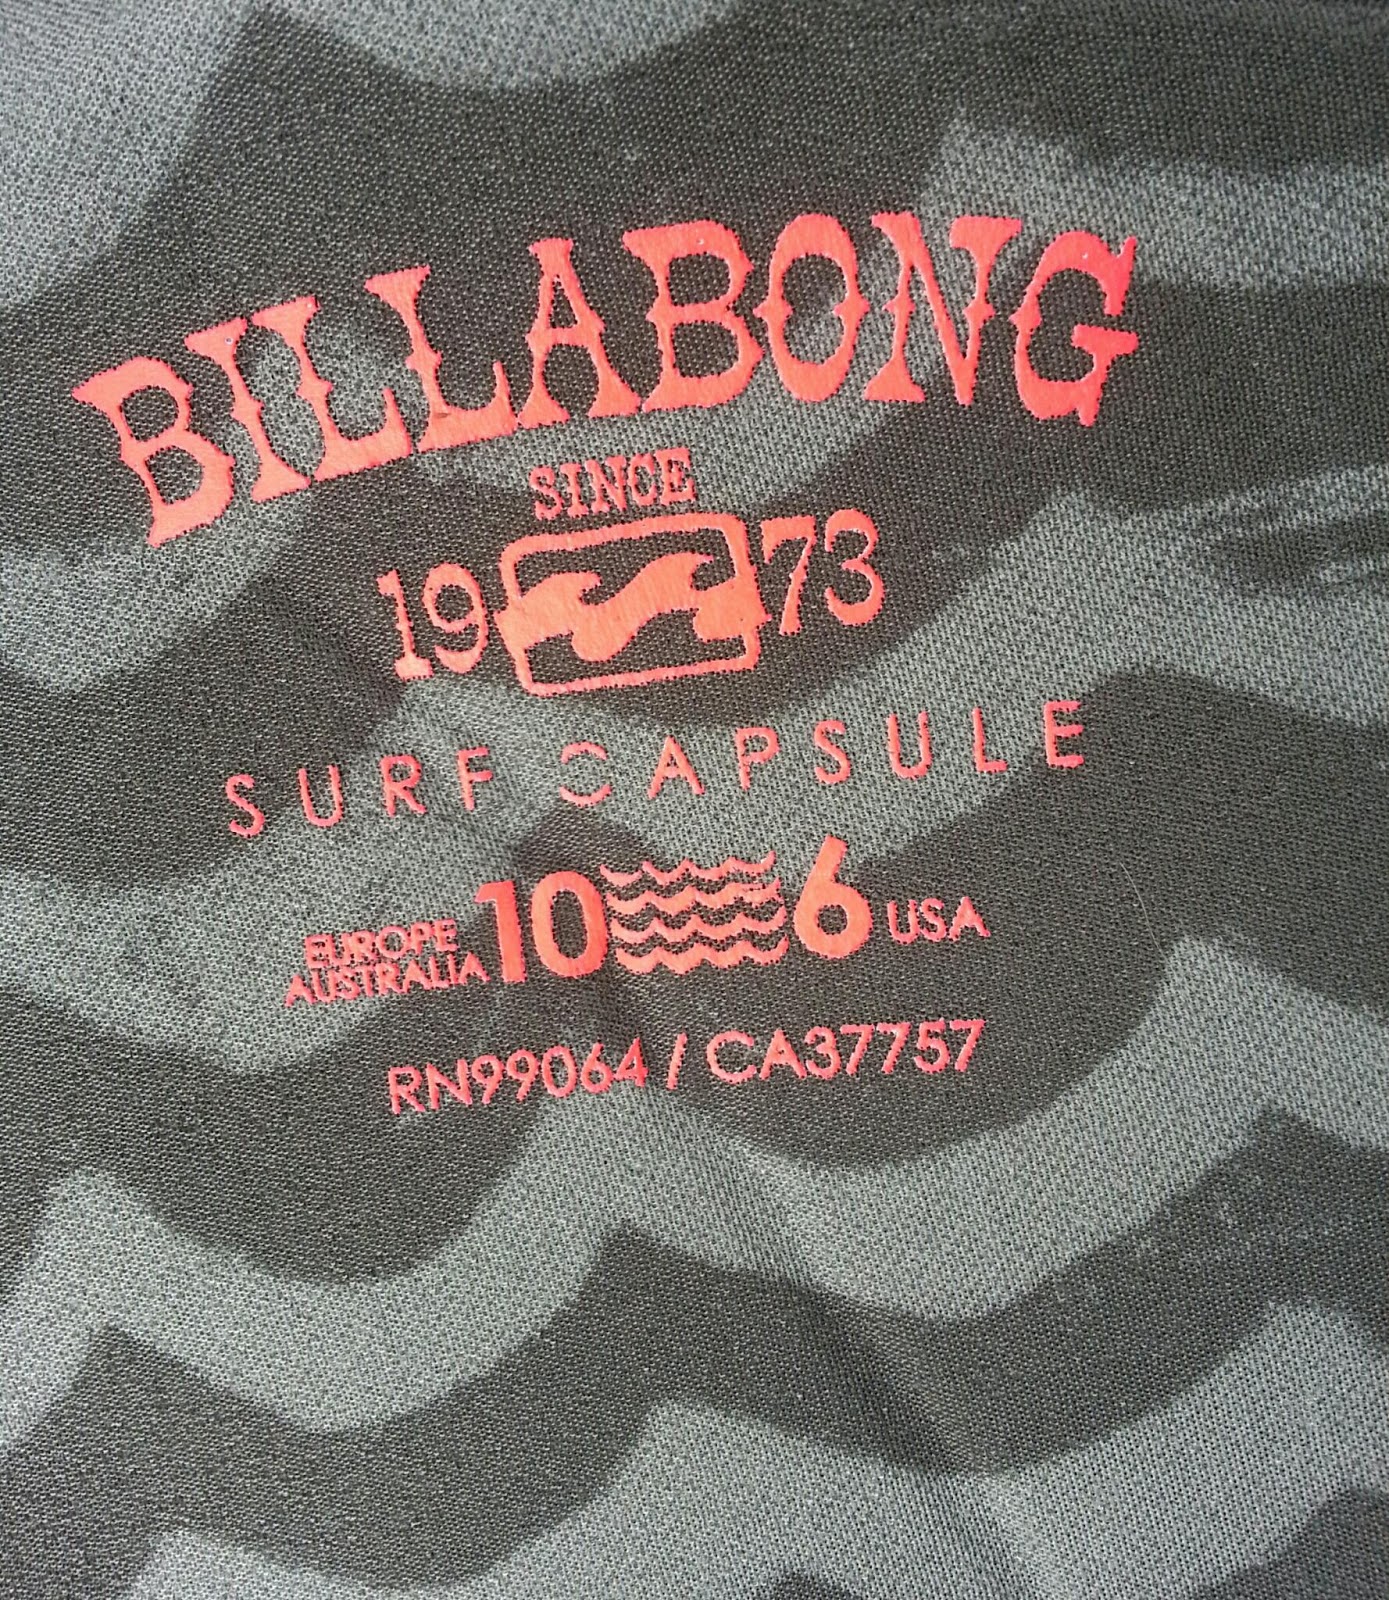 BILLABONG
SINCE
19 73
SURF CAPSULE
EUROPE
AUSTRALIA 10 6 USA
RN99064 / CA37757